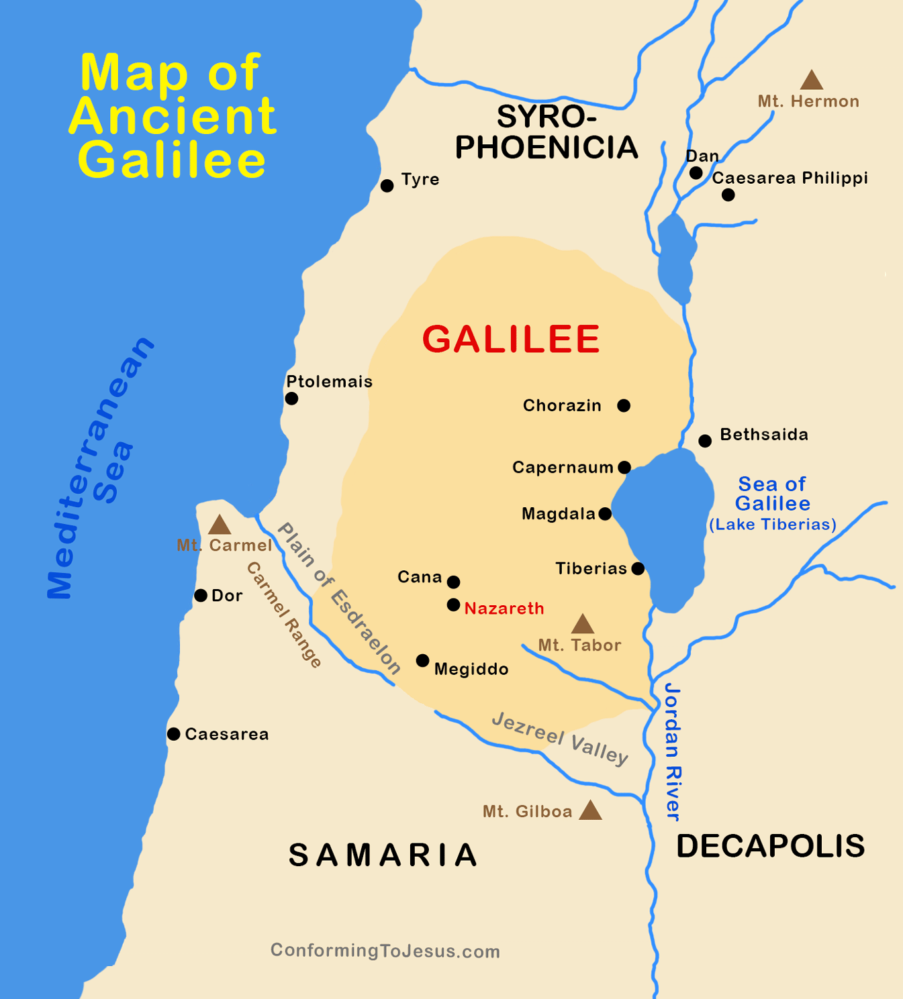 Map of
Ancient
Galilee
Mt. Hermon
SYRO-
PHOENICIA
Dan
Caesarea Philippi
Tyre
GALILEE
Mediterranean
Sea
Ptolemais
Chorazin
Bethsaida
Capernaum
Sea of
Galilee
(Lake Tiberias)
Magdala
Mt. Carmel
Plain of Esdraelon
Carmel Range
Tiberias
Cana
Dor
Nazareth
Mt. Tabor
Megiddo
Jordan River
Jezreel Valley
Caesarea
Mt. Gilboa
SAMARIA
DECAPOLIS
ConformingToJesus.com